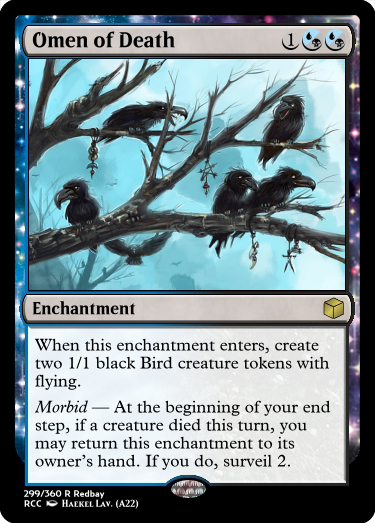 Omen of Death 1
Enchantment
When this enchantment enters, create
two 1/1 black Bird creature tokens with
flying.
Morbid — At the beginning of your end
step, if a creature died this turn, you
may return this enchantment to its
owner's hand. If you do, surveil 2.
299/360 R Redbay
RCC Haekel Lav. (A22)